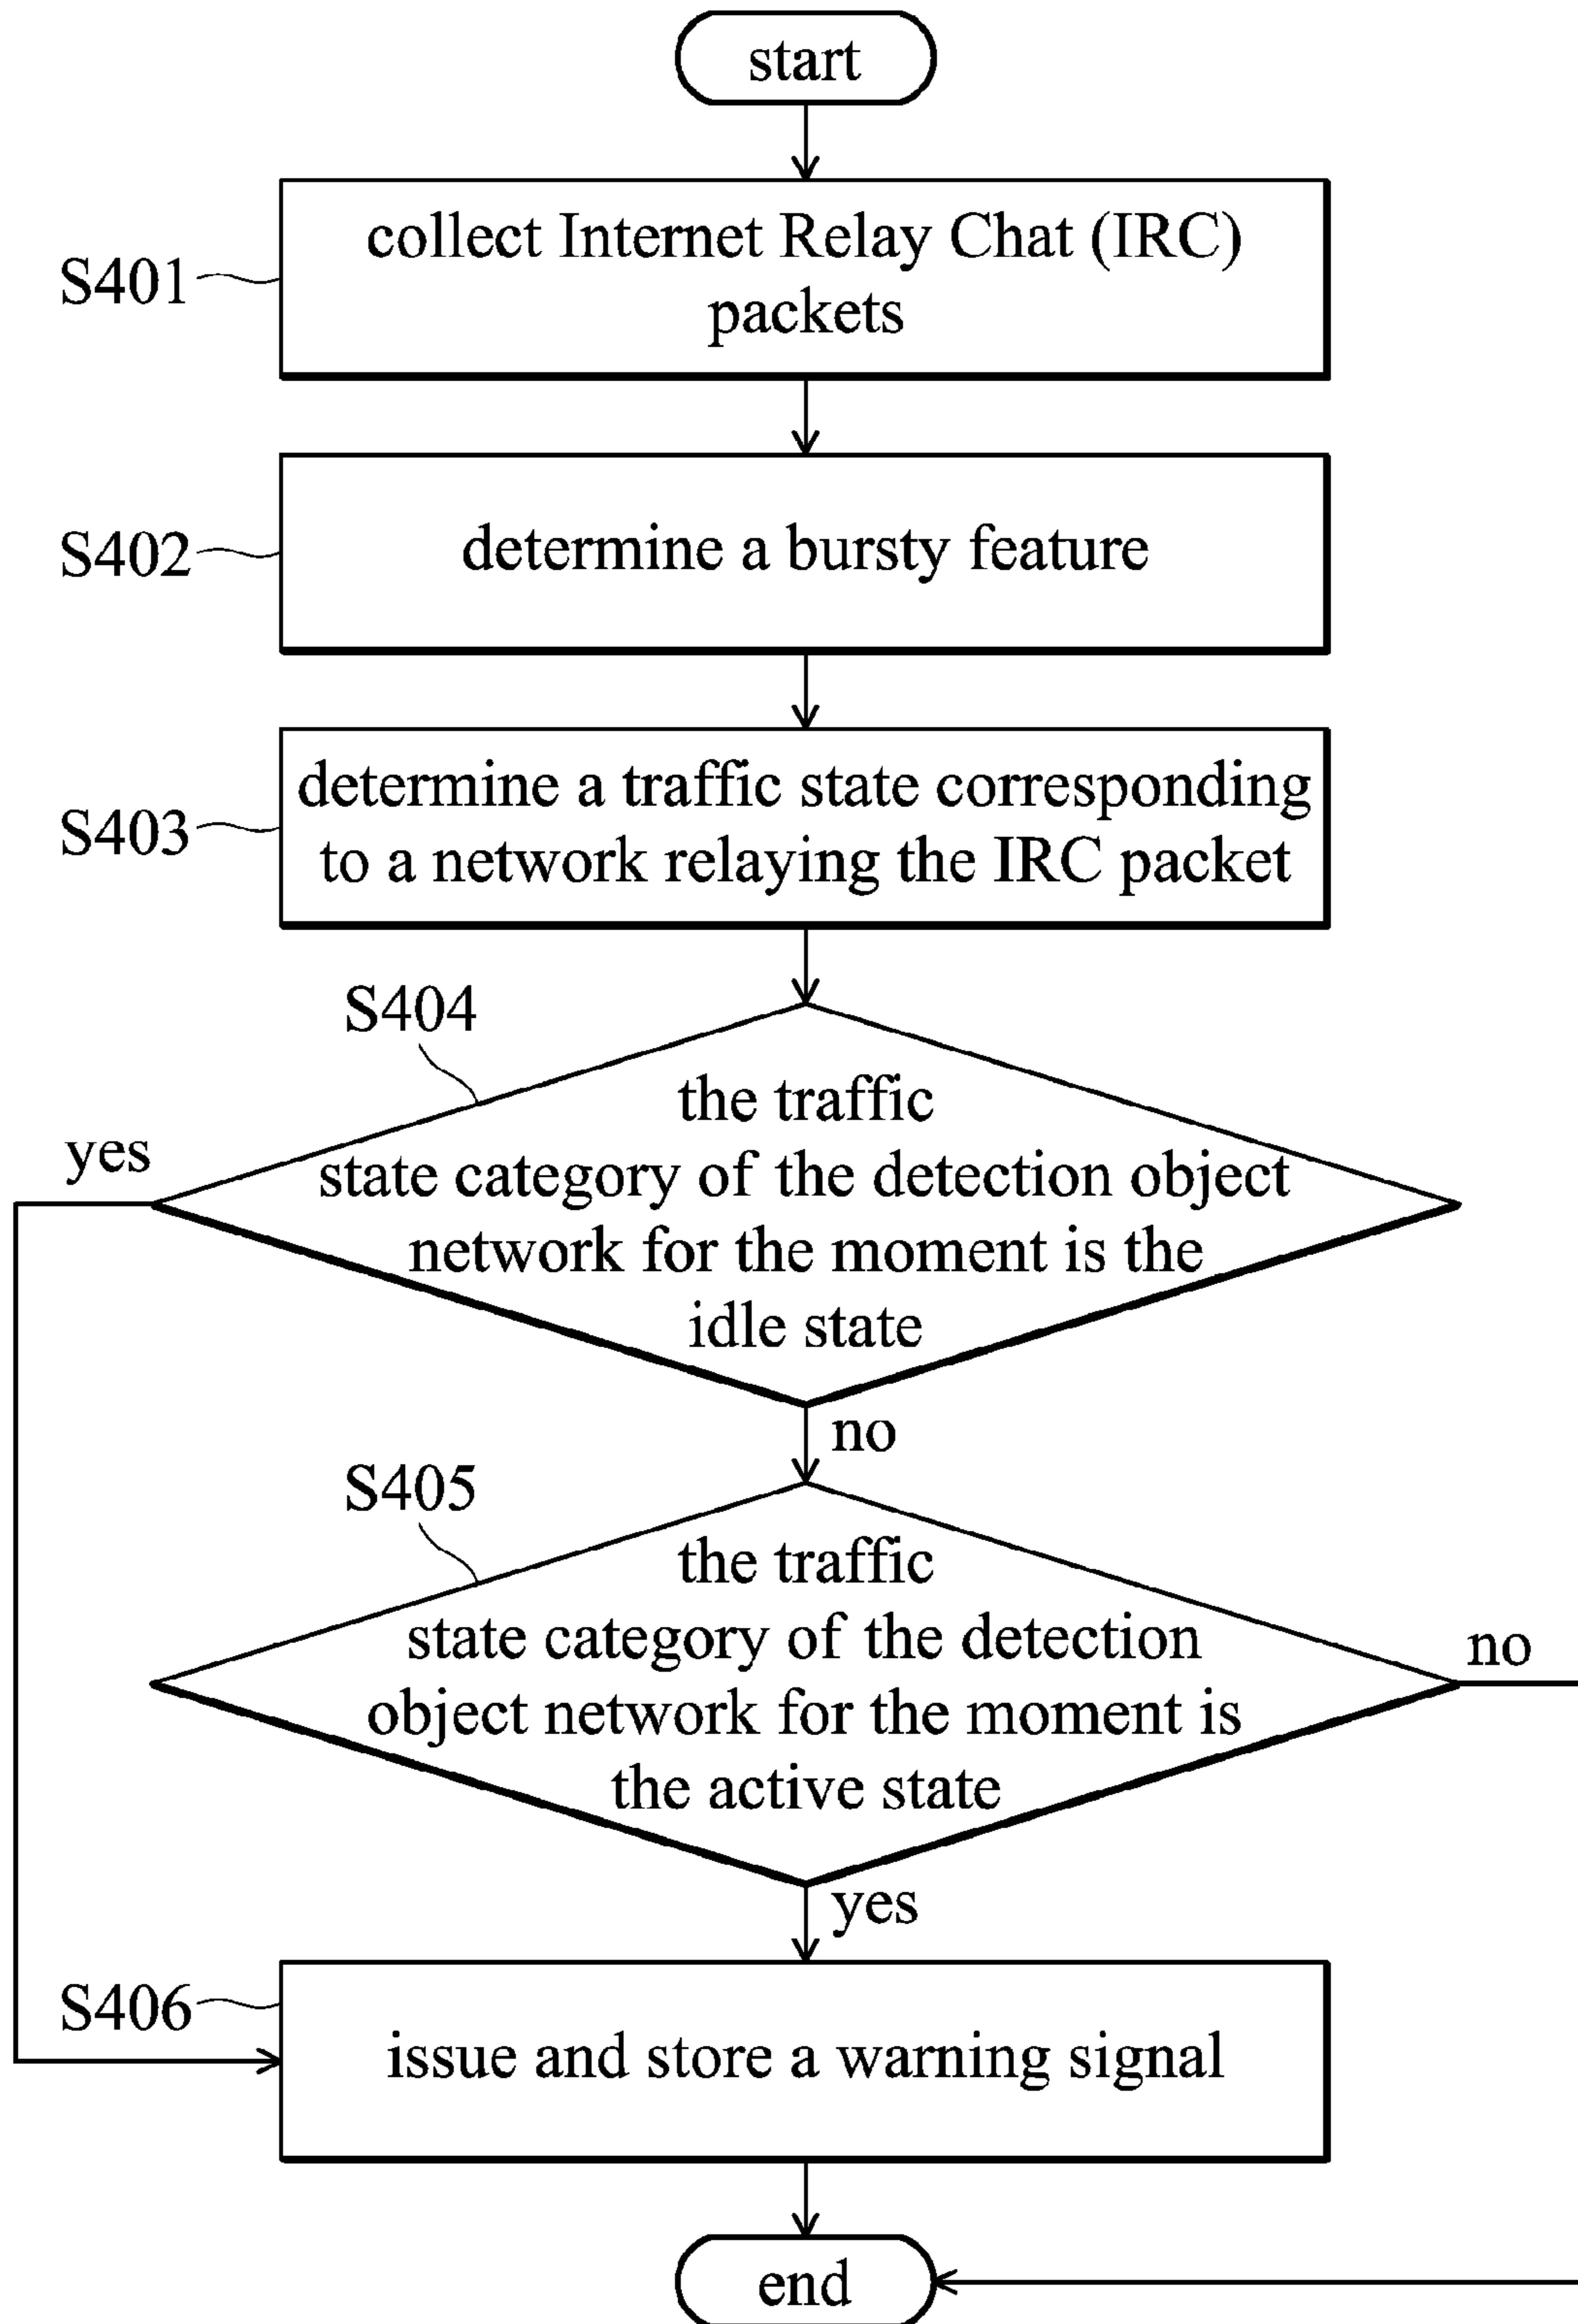 start
S401
collect Internet Relay Chat (IRC)
packets
S402
determine a bursty feature
S403
determine a traffic state corresponding
to a network relaying the IRC packet
S404
yes
the traffic
state category of the detection object
network for the moment is the
idle state
no
S405
the traffic
state category of the detection
object network for the moment is
the active state
no
yes
S406
issue and store a warning signal
end